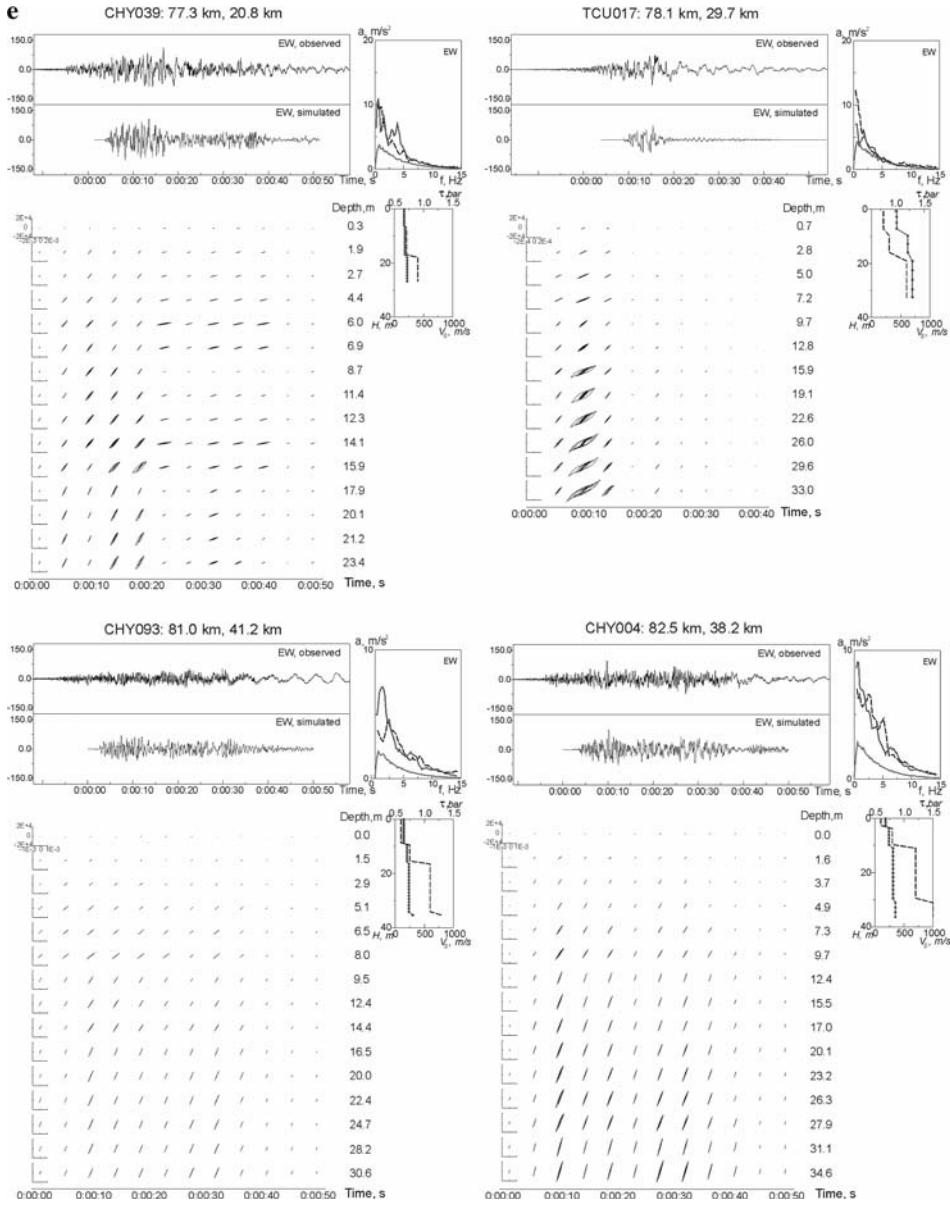 e
CHY039: 77.3 km, 20.8 km
150.0
0.0
-150.0
EW, observed
150.0
0.0
-150.0
EW, simulated
0:00:00 0:00:10 0:00:20 0:00:30 0:00:40 0:00:50
Time, s
a, m/s²
20
10
0
EW
0 5 10 15
f, Hz
Depth,m
0.3
1.9
2.7
4.4
6.0
6.9
8.7
11.4
12.3
14.1
15.9
17.9
20.1
21.2
23.4
2E+4
0
τ,bar
0.5 1 1.5
0
20
40
H, m
0 500 1000
Vs, m/s
0:00:00 0:00:10 0:00:20 0:00:30 0:00:40 0:00:50
Time, s
TCU017: 78.1 km, 29.7 km
150.0
0.0
-150.0
EW, observed
150.0
0.0
-150.0
EW, simulated
0:00:00 0:00:10 0:00:20 0:00:30 0:00:40
Time, s
a, m/s²
20
10
0
EW
0 5 10 15
f, Hz
Depth,m
0.7
2.8
5.0
7.2
9.7
12.8
15.9
19.1
22.6
26.0
29.6
33.0
2E+4
0
τ,bar
0.5 1 1.5
0
20
40
H, m
0 500 1000
Vs, m/s
0:00:00 0:00:10 0:00:20 0:00:30 0:00:40
Time, s
CHY093: 81.0 km, 41.2 km
150.0
0.0
-150.0
EW, observed
150.0
0.0
-150.0
EW, simulated
0:00:00 0:00:10 0:00:20 0:00:30 0:00:40 0:00:50
Time, s
a, m/s²
10
5
0
EW
0 5 10 15
f, Hz
Depth,m
0.0
1.5
2.9
5.1
6.5
8.0
9.5
12.4
14.4
16.5
20.0
22.4
24.7
28.2
30.6
2E+4
0
τ,bar
0.5 1 1.5
0
20
40
H, m
0 500 1000
Vs, m/s
0:00:00 0:00:10 0:00:20 0:00:30 0:00:40 0:00:50
Time, s
CHY004: 82.5 km, 38.2 km
150.0
0.0
-150.0
EW, observed
150.0
0.0
-150.0
EW, simulated
0:00:00 0:00:10 0:00:20 0:00:30 0:00:40 0:00:50
Time, s
a, m/s²
10
5
0
EW
0 5 10 15
f, Hz
Depth,m
0.0
1.6
3.7
4.9
7.3
9.7
12.4
15.5
17.0
20.1
23.2
26.3
27.9
31.1
34.6
2E+4
0
τ,bar
0.5 1 1.5
0
20
40
H, m
0 500 1000
Vs, m/s
0:00:00 0:00:10 0:00:20 0:00:30 0:00:40 0:00:50
Time, s